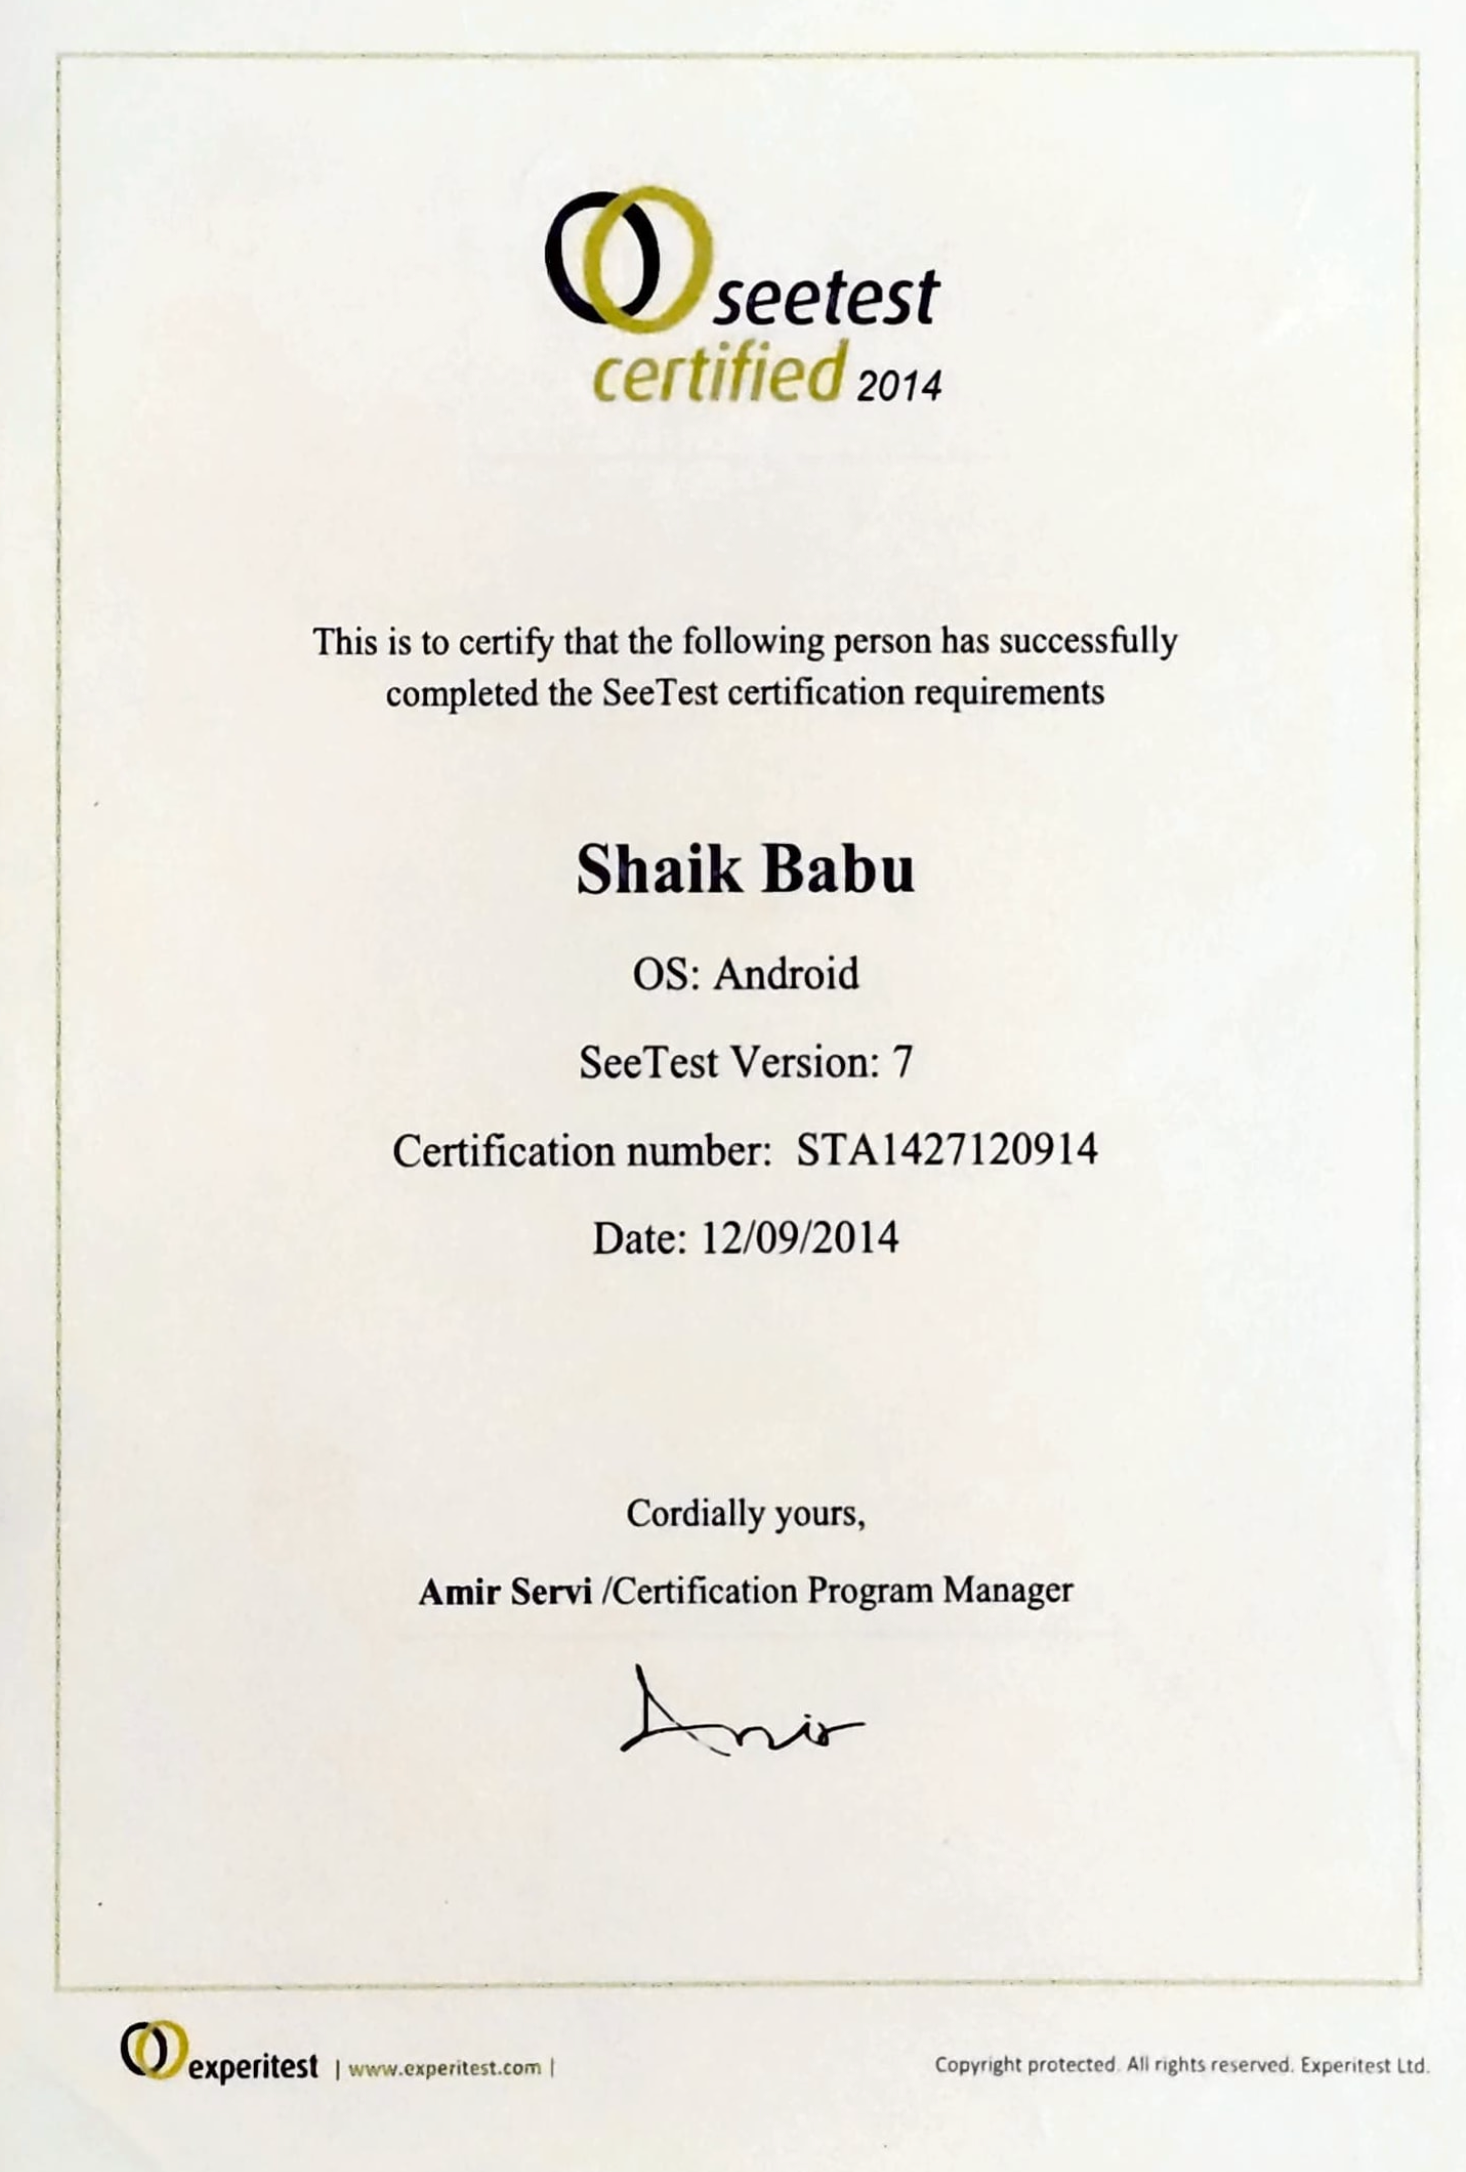 seetest
certified 2014
This is to certify that the following person has successfully
completed the SeeTest certification requirements
Shaik Babu
OS: Android
SeeTest Version: 7
Certification number: STA1427120914
Date: 12/09/2014
Cordially yours,
Amir Servi /Certification Program Manager
Amir
experitest | www.experitest.com |
Copyright protected. All rights reserved. Experitest Ltd.